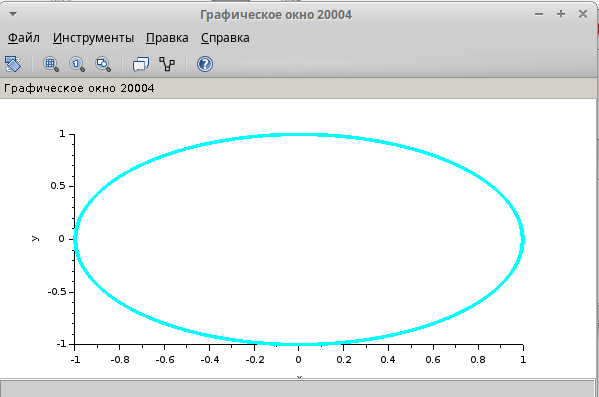 Графическое окно 20004
Файл Инструменты Правка Справка
Графическое окно 20004
1
0.5
y
0
-0.5
-1
-1 -0.8 -0.6 -0.4 -0.2 0 0.2 0.4 0.6 0.8 1